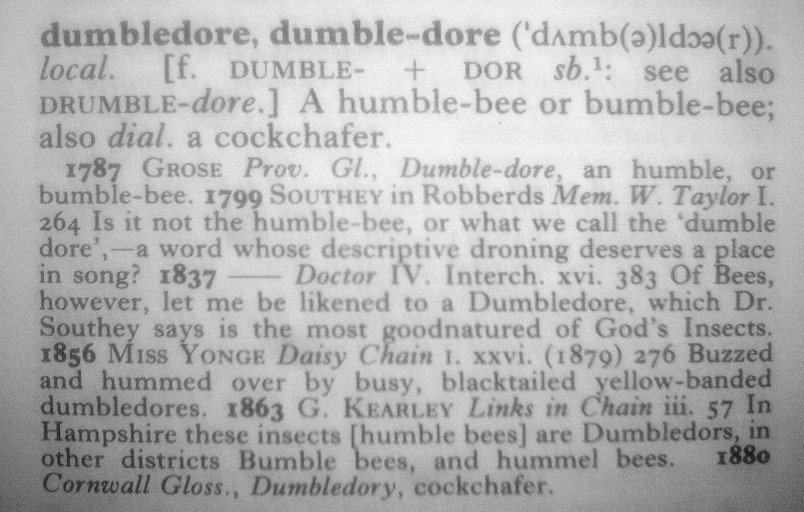 dumbledore, dumble-dore (ˈdʌmb(ə)ldɔə(r)).
local. [f. DUMBLE- + DOR sb.¹: see also
DRUMBLE-dore.] A humble-bee or bumble-bee;
also dial. a cockchafer.
1787 GROSE Prov. Gl., Dumble-dore, an humble, or
bumble-bee. 1799 SOUTHEY in Robberds Mem. W. Taylor I.
264 Is it not the humble-bee, or what we call the ‘dumble
dore’,—a word whose descriptive droning deserves a place
in song? 1837 —— Doctor IV. Interch. xvi. 383 Of Bees,
however, let me be likened to a Dumbledore, which Dr.
Southey says is the most goodnatured of God's Insects.
1856 MISS YONGE Daisy Chain I. xxvi. (1879) 276 Buzzed
and hummed over by busy, blacktailed yellow-banded
dumbledores. 1863 G. KEARLEY Links in Chain iii. 57 In
Hampshire these insects [humble bees] are Dumbledors, in
other districts Bumble bees, and hummel bees. 1880
Cornwall Gloss., Dumbledory, cockchafer.